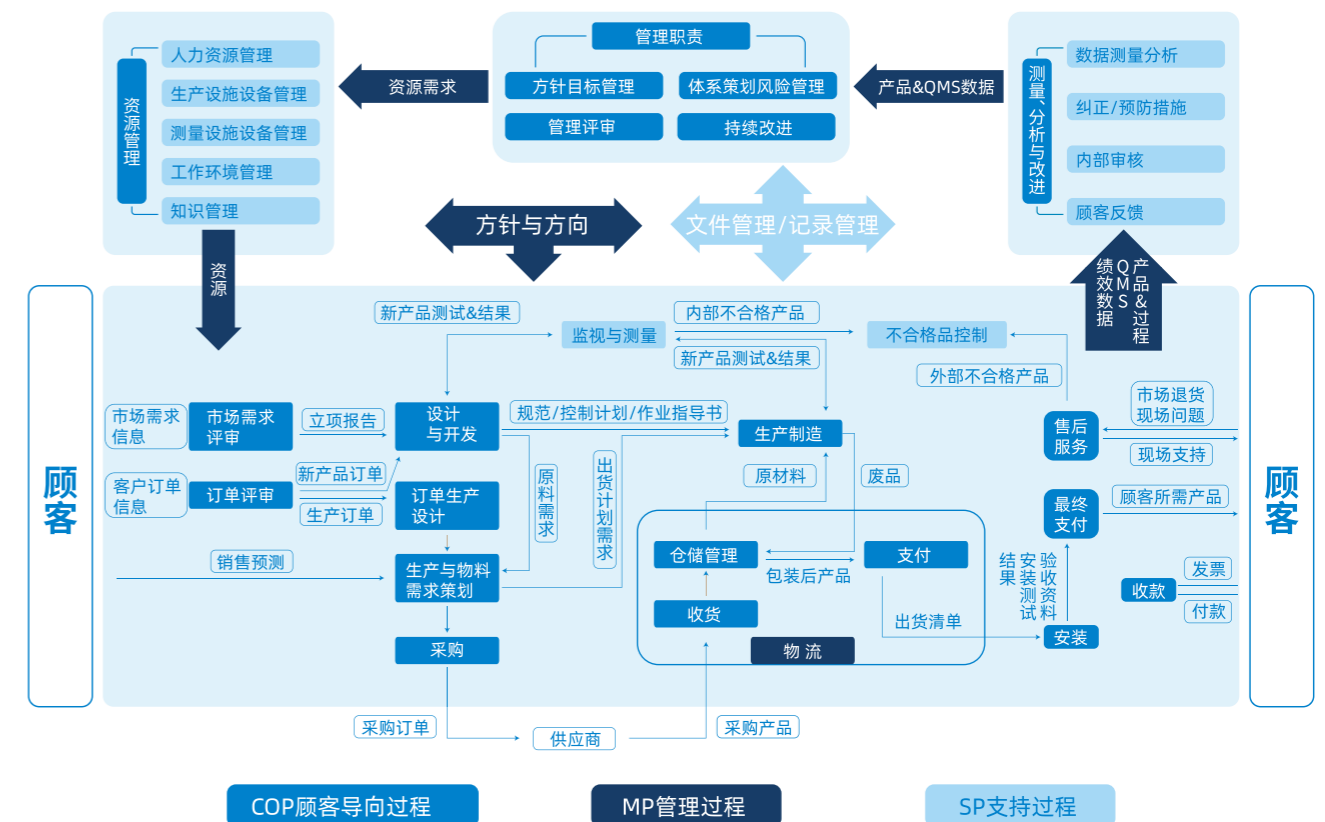 管理职责
方针目标管理
体系策划风险管理
管理评审
持续改进
资源需求
产品&QMS数据
资源管理
人力资源管理
生产设施设备管理
测量设施设备管理
工作环境管理
知识管理
测量、分析与改进
数据测量分析
纠正/预防措施
内部审核
顾客反馈
方针与方向
文件管理/记录管理
资源
产品&过程
QMS
绩效数据
顾客
顾客
新产品测试&结果
监视与测量
内部不合格产品
新产品测试&结果
不合格品控制
外部不合格产品
市场需求
信息
市场需求
评审
立项报告
设计
与开发
规范/控制计划/作业指导书
生产制造
售后
服务
市场退货
现场问题
现场支持
客户订单
信息
订单评审
新产品订单
生产订单
订单生产
设计
原料需求
出货计划需求
原材料
废品
最终
支付
顾客所需产品
销售预测
生产与物料
需求策划
仓储管理
包装后产品
支付
验收资料
安装测试
结果
收款
发票
付款
收货
出货清单
安装
采购
物流
采购订单
供应商
采购产品
COP顾客导向过程
MP管理过程
SP支持过程